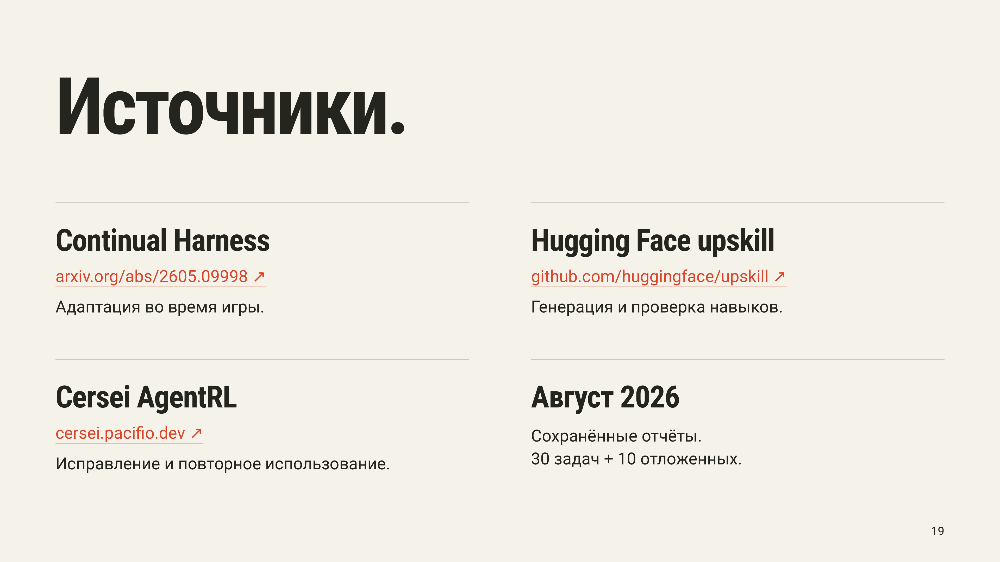 Источники.
Continual Harness
arxiv.org/abs/2605.09998 ↗
Адаптация во время игры.
Hugging Face upskill
github.com/huggingface/upskill ↗
Генерация и проверка навыков.
Cersei AgentRL
cersei.pacifio.dev ↗
Исправление и повторное использование.
Август 2026
Сохранённые отчёты.
30 задач + 10 отложенных.
19